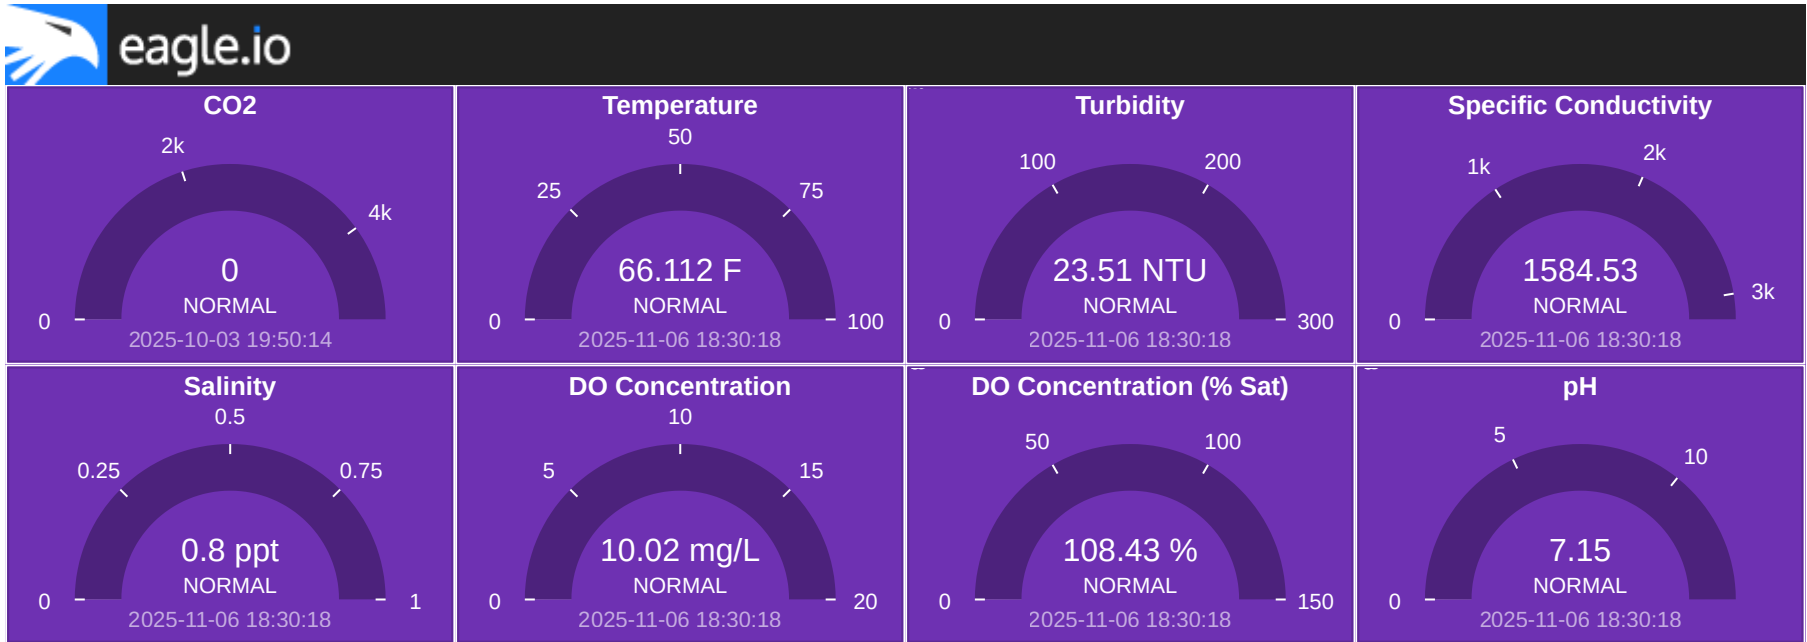 eagle.io
CO2
2k
4k
0
0
NORMAL
2025-10-03 19:50:14
Temperature
50
25
75
66.112 F
NORMAL
0
100
2025-11-06 18:30:18
Turbidity
100
200
23.51 NTU
NORMAL
0
300
2025-11-06 18:30:18
Specific Conductivity
2k
1k
1584.53
3k
NORMAL
0
2025-11-06 18:30:18
Salinity
0.5
0.25
0.75
0.8 ppt
NORMAL
0
1
2025-11-06 18:30:18
DO Concentration
10
5
15
10.02 mg/L
NORMAL
0
20
2025-11-06 18:30:18
DO Concentration (% Sat)
50
100
108.43 %
NORMAL
0
150
2025-11-06 18:30:18
pH
5
10
7.15
NORMAL
0
2025-11-06 18:30:18